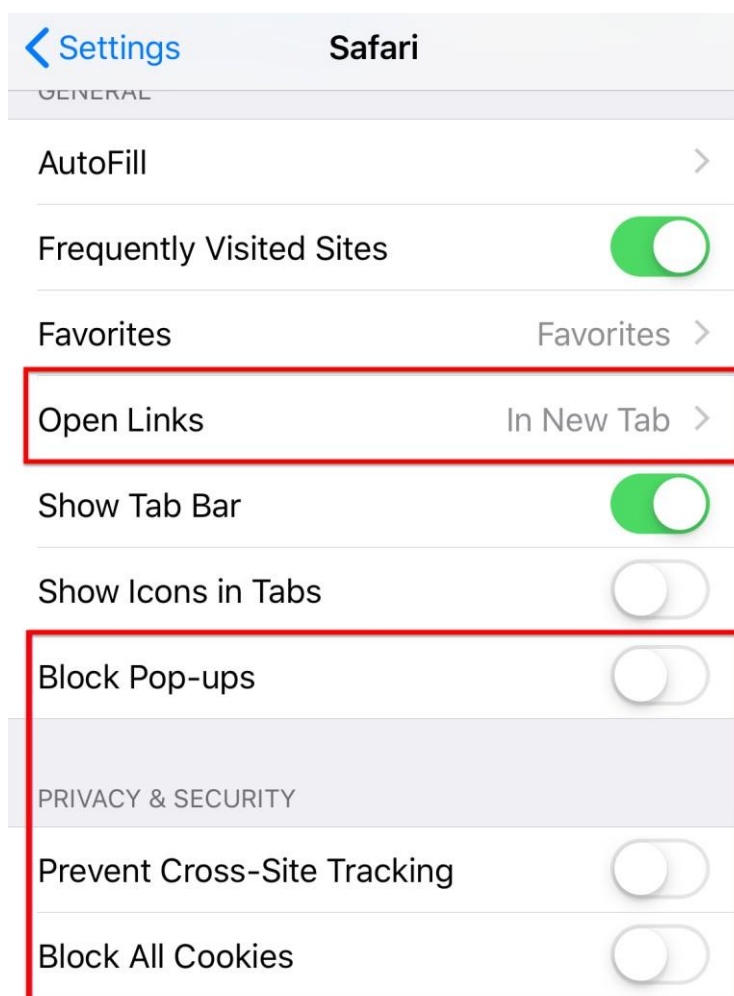 Settings
Safari
GENERAL
AutoFill
Frequently Visited Sites
Favorites Favorites
Open Links In New Tab
Show Tab Bar
Show Icons in Tabs
Block Pop-ups
PRIVACY & SECURITY
Prevent Cross-Site Tracking
Block All Cookies